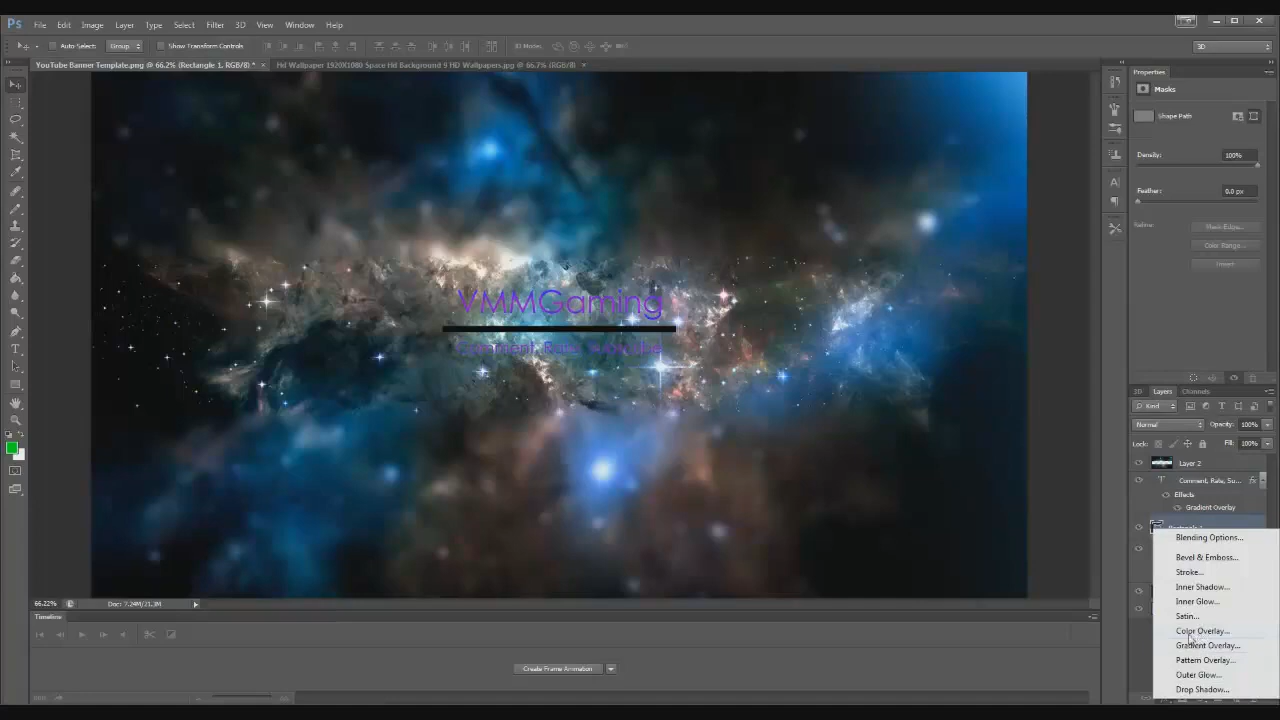 Ps File Edit Image Layer Type Select Filter 3D View Window Help
Auto Select: Group Show Transform Controls 3D Mode: 3D
YouTube Banner Template.png @ 66.2% (Rectangle 1, RGB/8) * × Hd Wallpaper 1920X1080 Space Hd Background 9 HD Wallpapers.jpg @ 66.7% (RGB/8) ×
Properties
Masks
Shape Path
Density: 100%
Feather: 0.0 px
Refine:
Mask Edge...
Color Range...
Invert
VMMGaming
Comment, Rate, Subscribe
3D Layers Channels
Kind
Normal Opacity: 100%
Lock: Fill: 100%
Layer 2
T Comment, Rate, Su... fx
Effects
Gradient Overlay
Rectangle 1
Blending Options...
Bevel & Emboss...
Stroke...
Inner Shadow...
Inner Glow...
Satin...
Color Overlay...
Gradient Overlay...
Pattern Overlay...
Outer Glow...
Drop Shadow...
66.22% Doc: 7.24M/21.3M
Timeline
Create Frame Animation